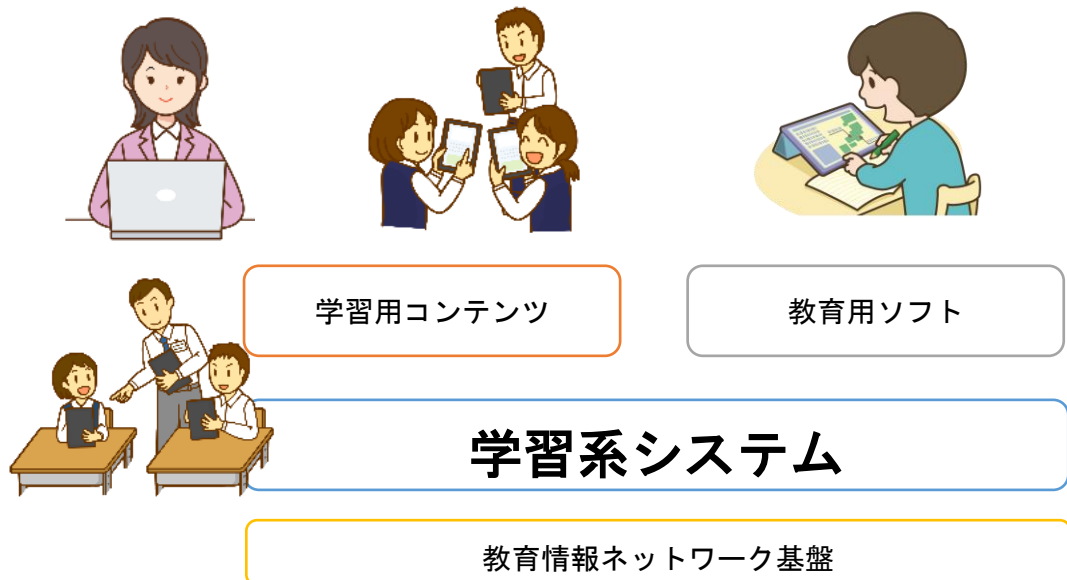 学習用コンテンツ
教育用ソフト
学習系システム
教育情報ネットワーク基盤